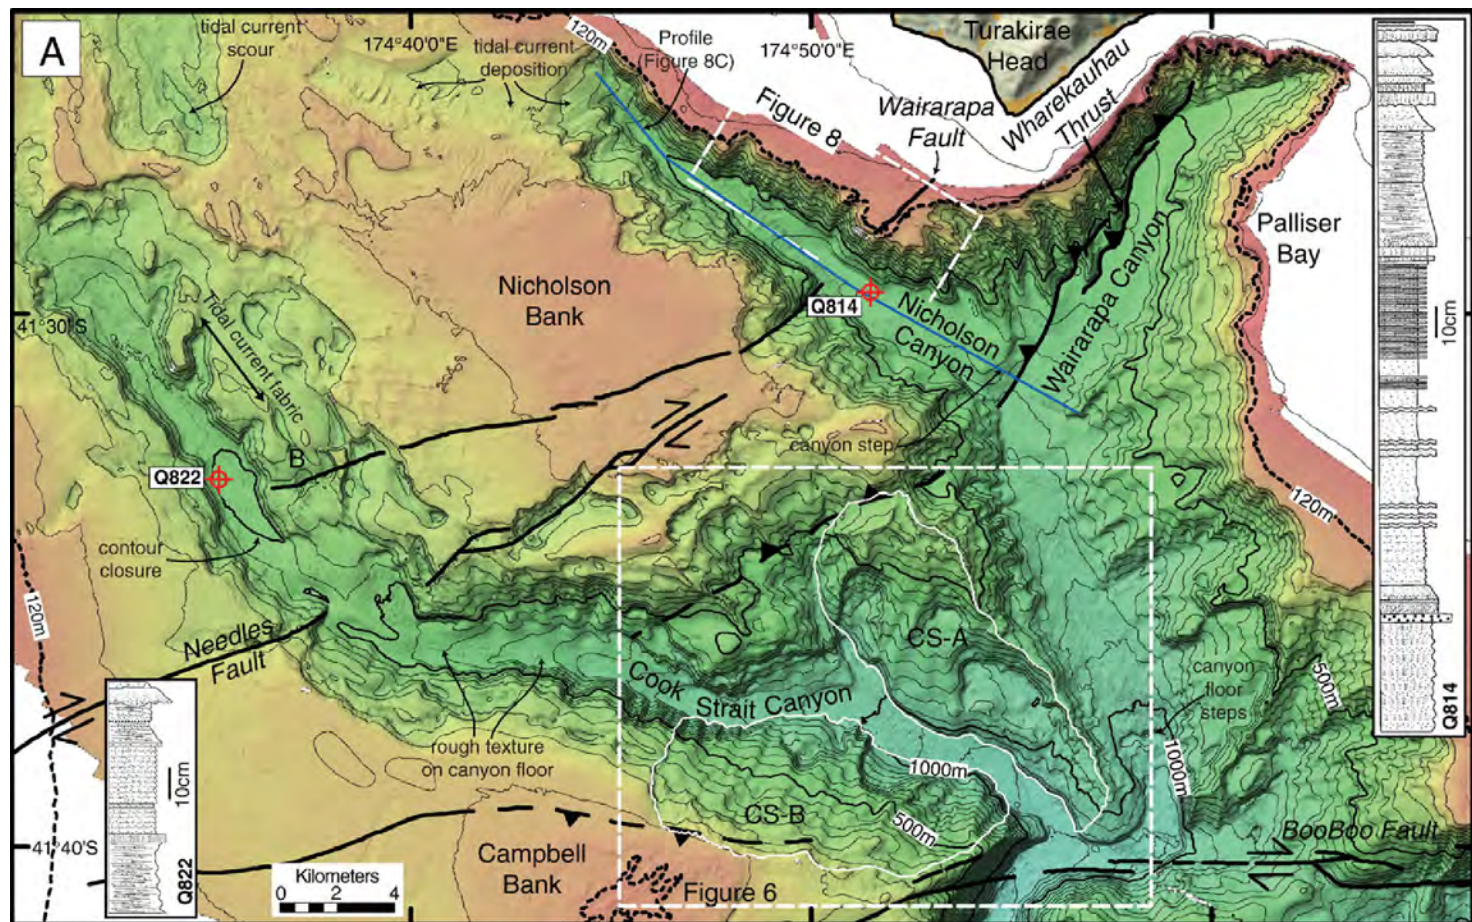 A
tidal current
scour
174°40'0"E
tidal current
deposition
120m
Profile
(Figure 8C)
174°50'0"E
Turakirae
Head
Figure 8
Wairarapa
Fault
Wharekauhau
Thrust
Palliser
Bay
Wairarapa Canyon
Nicholson
Bank
Q814
Nicholson
Canyon
41°30'S
Tidal current fabric
10cm
canyon step
B
Q822
120m
contour
closure
120m
Needles
Fault
CS-A
Cook Strait Canyon
canyon
floor
steps
500m
Q814
rough texture
on canyon floor
1000m
1000m
10cm
CS-B
500m
BooBoo Fault
41°40'S
Campbell
Bank
Kilometers
0 2 4
Figure 6
Q822